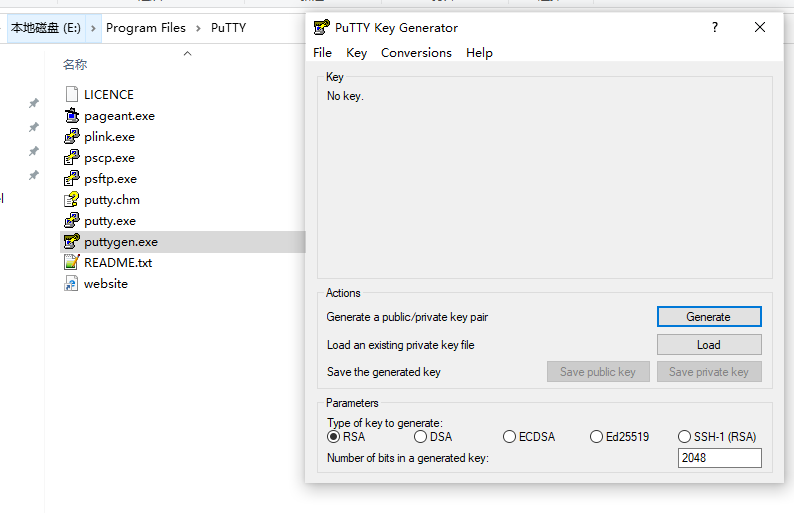 本地磁盘 (E:) › Program Files › PuTTY
名称
LICENCE
pageant.exe
plink.exe
pscp.exe
psftp.exe
putty.chm
putty.exe
puttygen.exe
README.txt
website
PuTTY Key Generator
?
File Key Conversions Help
Key
No key.
Actions
Generate a public/private key pair
Generate
Load an existing private key file
Load
Save the generated key
Save public key
Save private key
Parameters
Type of key to generate:
RSA DSA ECDSA Ed25519 SSH-1 (RSA)
Number of bits in a generated key:
2048